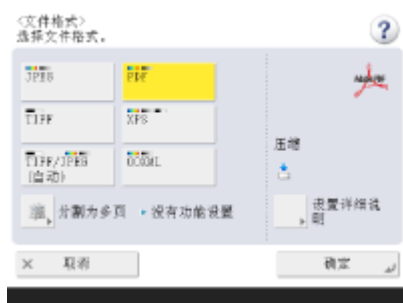 <文件格式>
选择文件格式。
?
JPEG
PDF
TIFF
XPS
TIFF/JPEG
(自动)
OOXML
压缩
分割为多页
没有功能设置
设置详细说
明
× 取消
确定